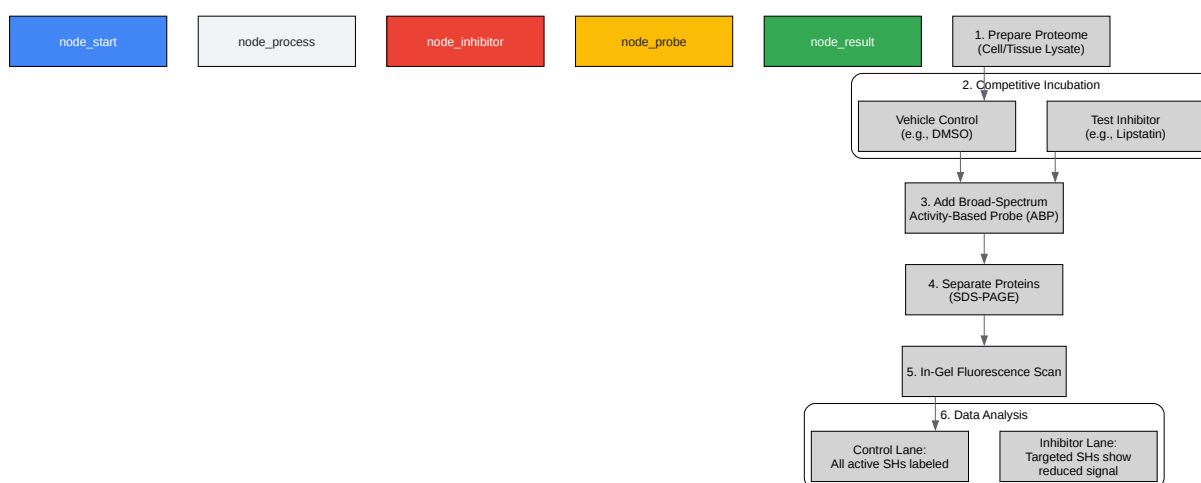 node_start
node_process
node_inhibitor
node_probe
node_result
1. Prepare Proteome
(Cell/Tissue Lysate)
2. Competitive Incubation
Vehicle Control
(e.g., DMSO)
Test Inhibitor
(e.g., Lipstatin)
3. Add Broad-Spectrum
Activity-Based Probe (ABP)
4. Separate Proteins
(SDS-PAGE)
5. In-Gel Fluorescence Scan
6. Data Analysis
Control Lane:
All active SHs labeled
Inhibitor Lane:
Targeted SHs show
reduced signal